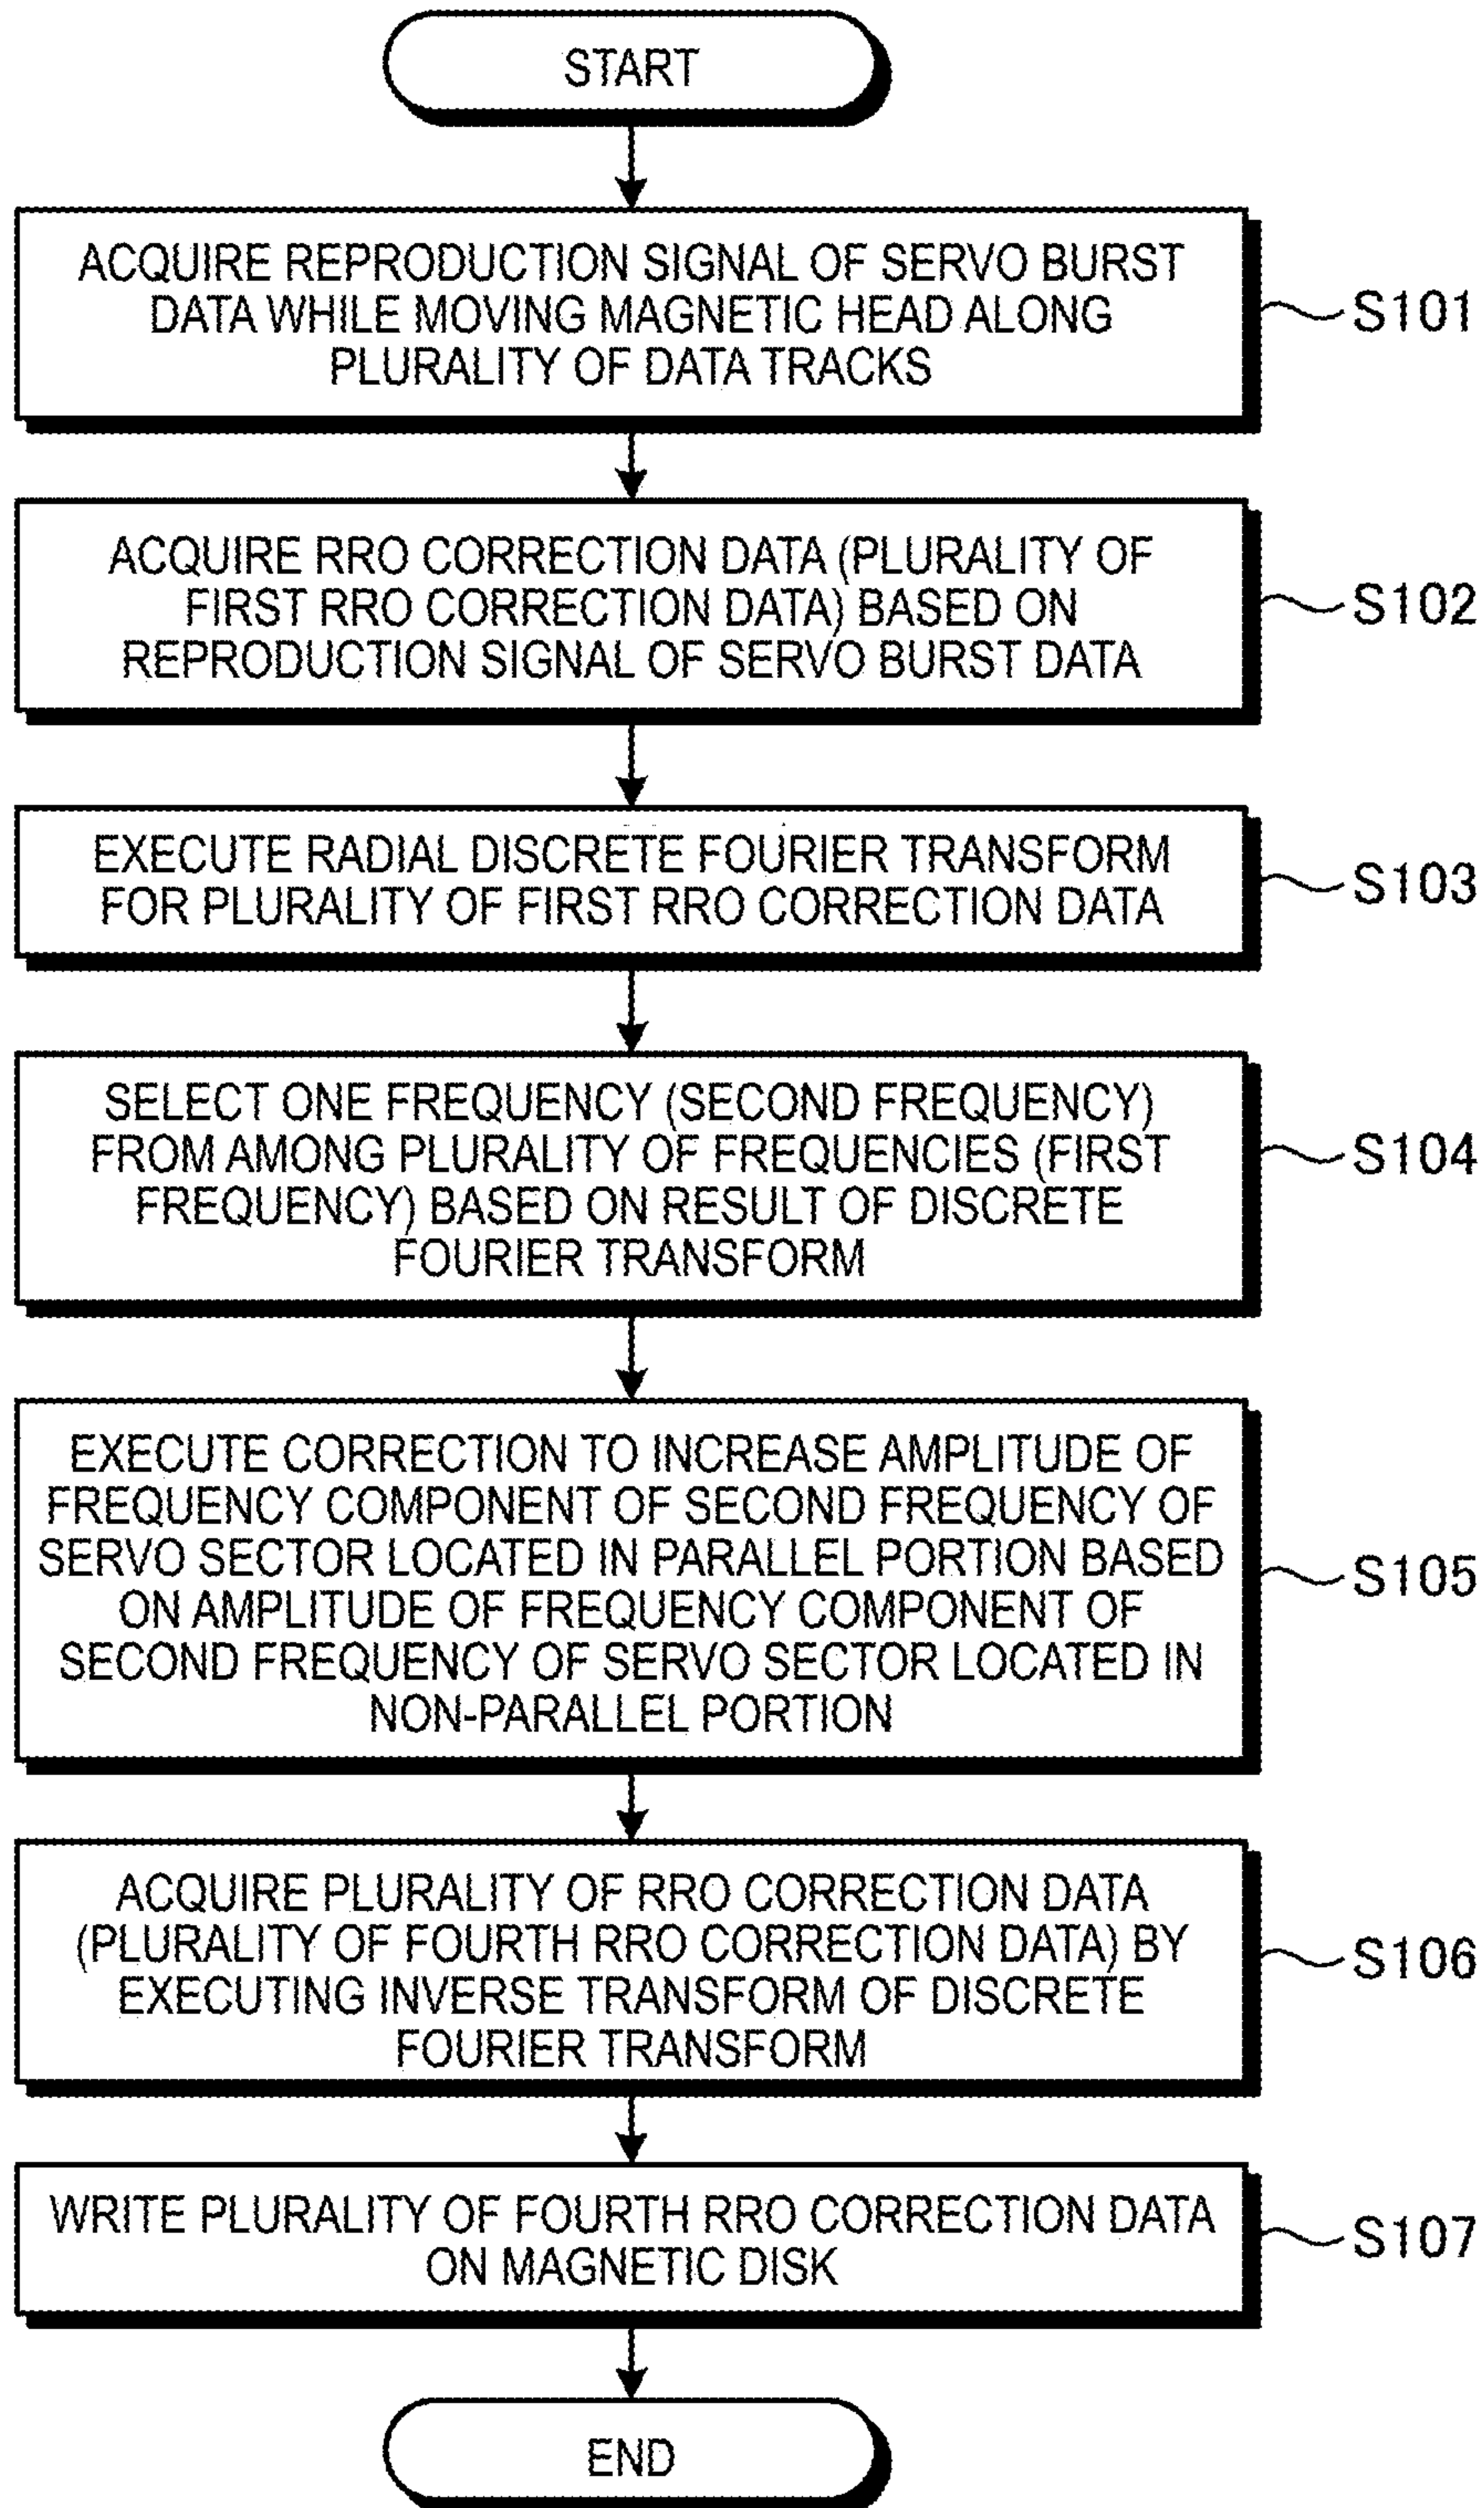 START
ACQUIRE REPRODUCTION SIGNAL OF SERVO BURST
DATA WHILE MOVING MAGNETIC HEAD ALONG
PLURALITY OF DATA TRACKS
S101
ACQUIRE RRO CORRECTION DATA (PLURALITY OF
FIRST RRO CORRECTION DATA) BASED ON
REPRODUCTION SIGNAL OF SERVO BURST DATA
S102
EXECUTE RADIAL DISCRETE FOURIER TRANSFORM
FOR PLURALITY OF FIRST RRO CORRECTION DATA
S103
SELECT ONE FREQUENCY (SECOND FREQUENCY)
FROM AMONG PLURALITY OF FREQUENCIES (FIRST
FREQUENCY) BASED ON RESULT OF DISCRETE
FOURIER TRANSFORM
S104
EXECUTE CORRECTION TO INCREASE AMPLITUDE OF
FREQUENCY COMPONENT OF SECOND FREQUENCY OF
SERVO SECTOR LOCATED IN PARALLEL PORTION BASED
ON AMPLITUDE OF FREQUENCY COMPONENT OF
SECOND FREQUENCY OF SERVO SECTOR LOCATED IN
NON-PARALLEL PORTION
S105
ACQUIRE PLURALITY OF RRO CORRECTION DATA
(PLURALITY OF FOURTH RRO CORRECTION DATA) BY
EXECUTING INVERSE TRANSFORM OF DISCRETE
FOURIER TRANSFORM
S106
WRITE PLURALITY OF FOURTH RRO CORRECTION DATA
ON MAGNETIC DISK
S107
END